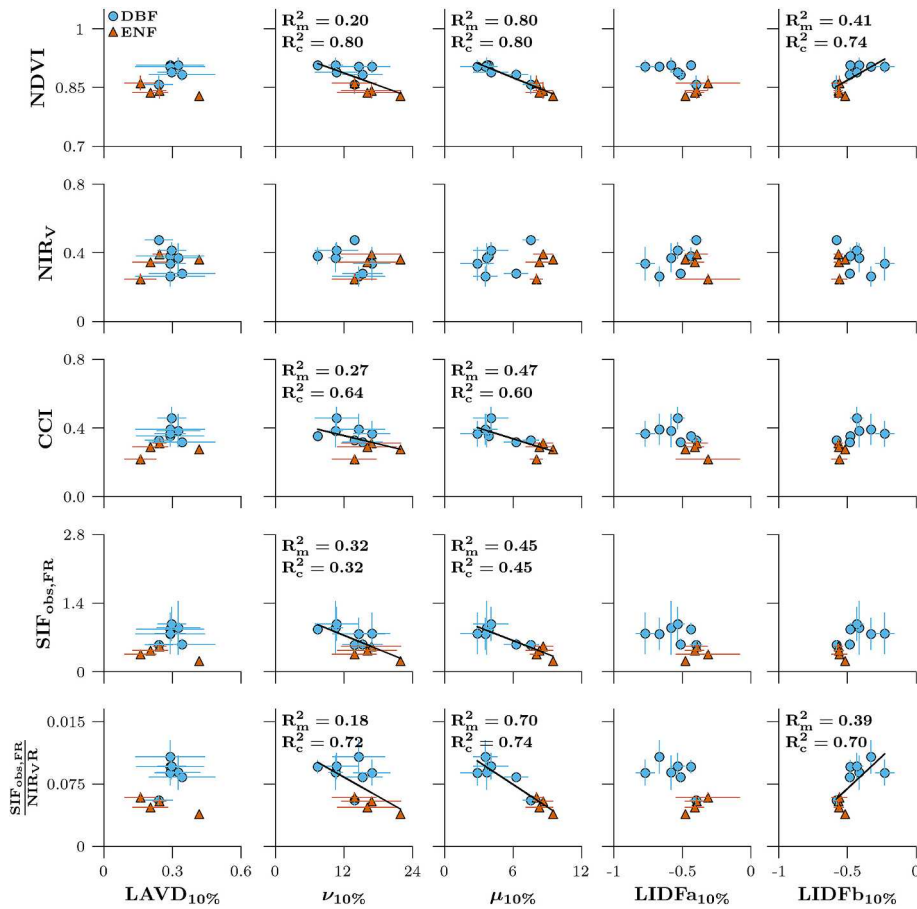 DBF
ENF
NDVI
1
0.85
0.7
R²m = 0.20
R²c = 0.80
R²m = 0.80
R²c = 0.80
R²m = 0.41
R²c = 0.74
NIRV
0.8
0.4
0
CCI
0.8
0.4
0.0
R²m = 0.27
R²c = 0.64
R²m = 0.47
R²c = 0.60
SIFobs,FR
2.8
1.4
0
R²m = 0.32
R²c = 0.32
R²m = 0.45
R²c = 0.45
SIFobs,FR
NIRVR
0.015
0.075
0
R²m = 0.18
R²c = 0.72
R²m = 0.70
R²c = 0.74
R²m = 0.39
R²c = 0.70
0 0.3 0.6 0 12 24 0 6 12 -1 -0.5 0 -1 -0.5 0
LAVD10% ν10% μ10% LIDFa10% LIDFb10%